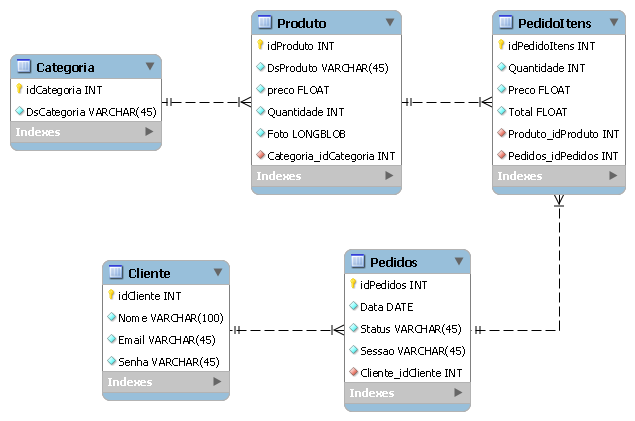 Categoria
idCategoria INT
DsCategoria VARCHAR(45)
Indexes
Produto
idProduto INT
DsProduto VARCHAR(45)
preco FLOAT
Quantidade INT
Foto LONGBLOB
Categoria_idCategoria INT
Indexes
PedidoItens
idPedidoItens INT
Quantidade INT
Preco FLOAT
Total FLOAT
Produto_idProduto INT
Pedidos_idPedidos INT
Indexes
Cliente
idCliente INT
Nome VARCHAR(100)
Email VARCHAR(45)
Senha VARCHAR(45)
Indexes
Pedidos
idPedidos INT
Data DATE
Status VARCHAR(45)
Sessao VARCHAR(45)
Cliente_idCliente INT
Indexes